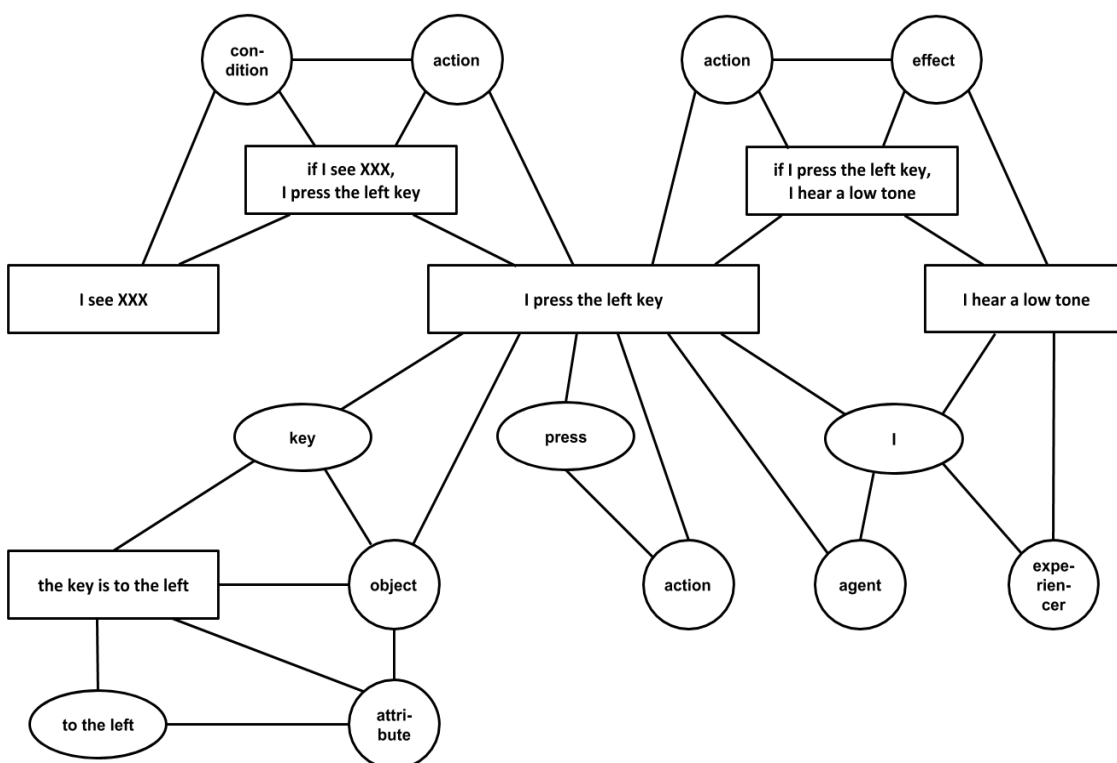 con-
dition
action
action
effect
if I see XXX,
I press the left key
if I press the left key,
I hear a low tone
I see XXX
I press the left key
I hear a low tone
key
press
I
the key is to the left
object
action
agent
expe-
rien-
cer
to the left
attri-
bute